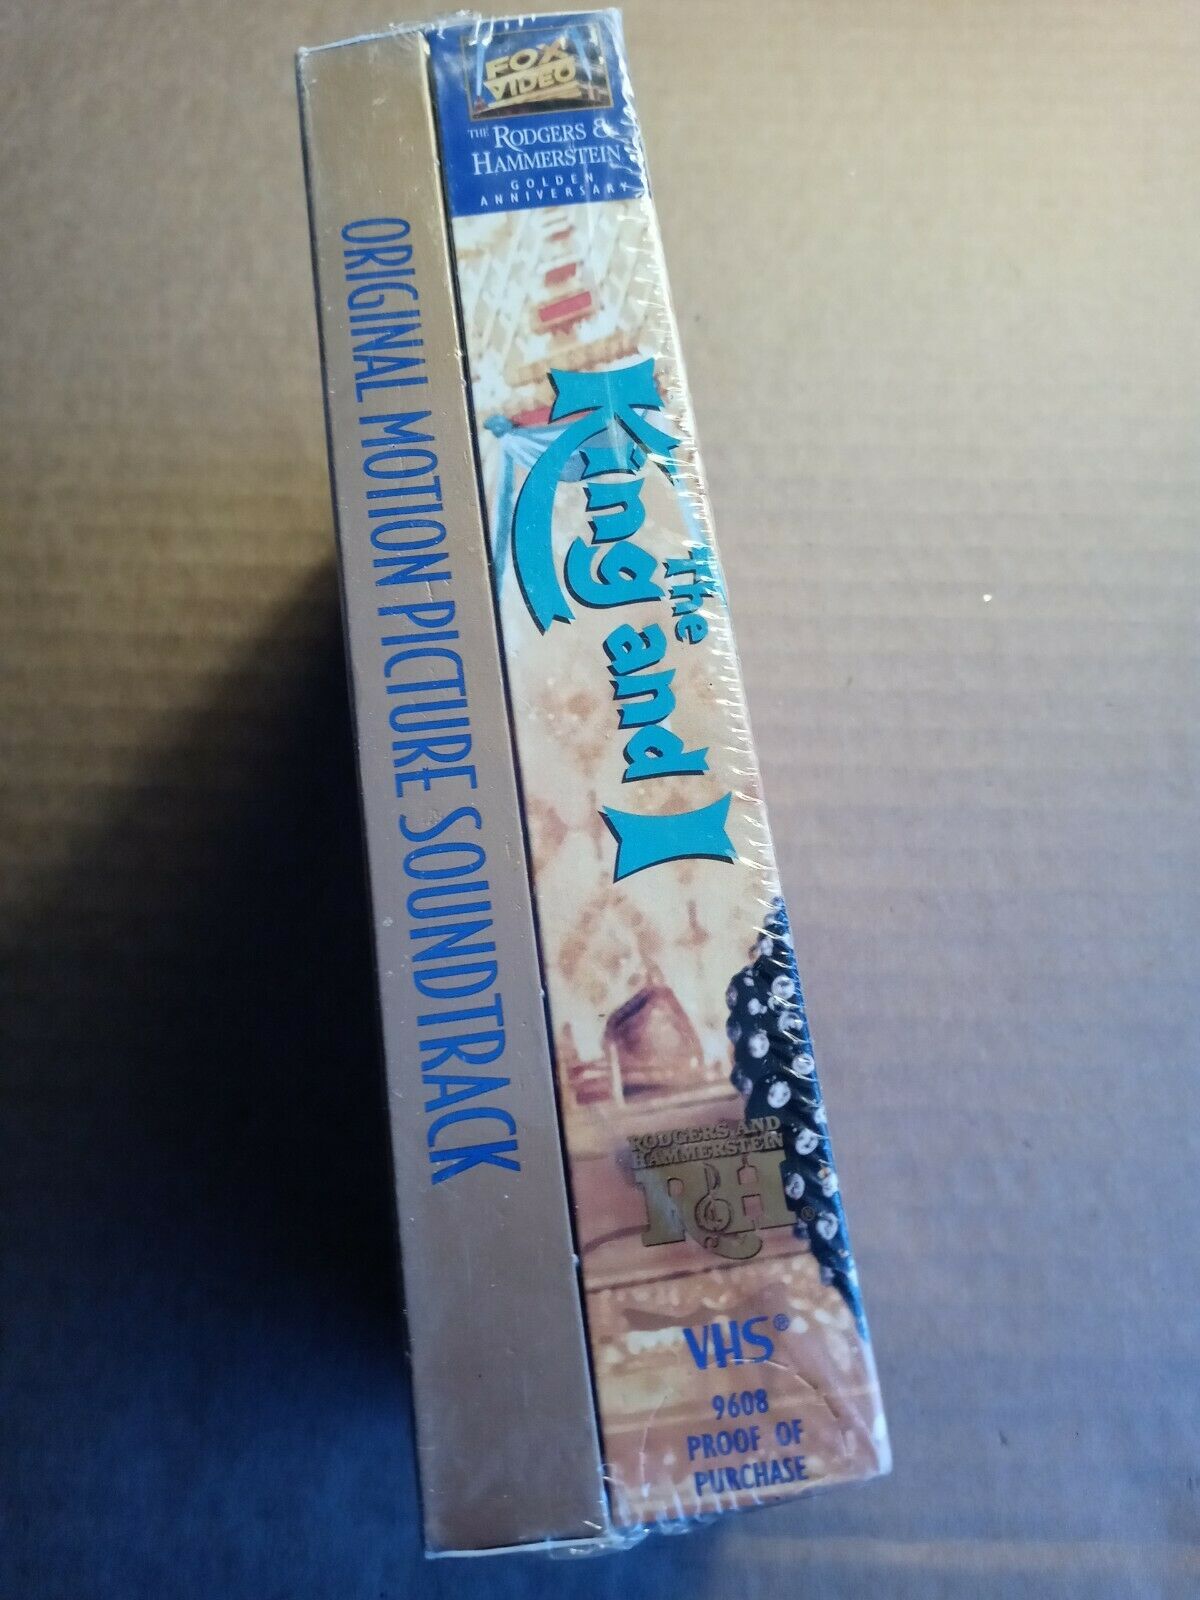 ORIGINAL MOTION PICTURE SOUNDTRACK
FOX
VIDEO
THE RODGERS &
HAMMERSTEIN
GOLDEN
ANNIVERSARY
The
King and I
RODGERS AND
HAMMERSTEIN
R&H®
VHS®
9608
PROOF OF
PURCHASE